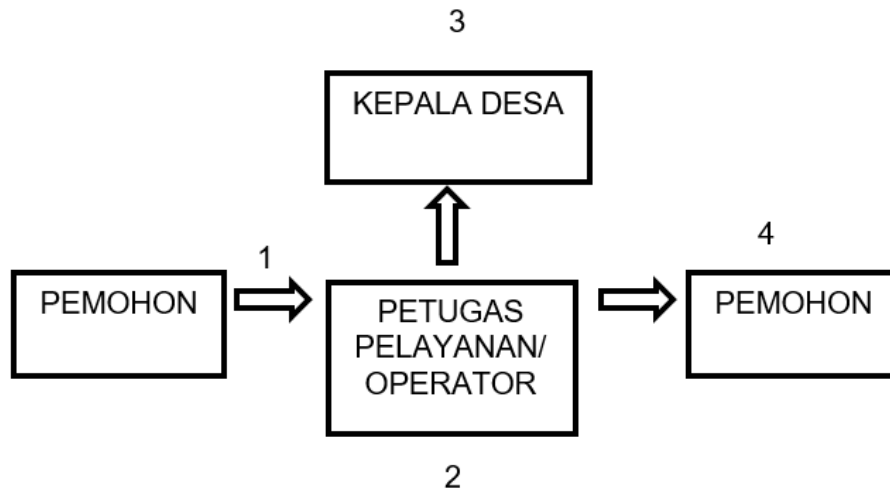 3
KEPALA DESA
1
4
PEMOHON
PETUGAS
PELAYANAN/
OPERATOR
PEMOHON
2